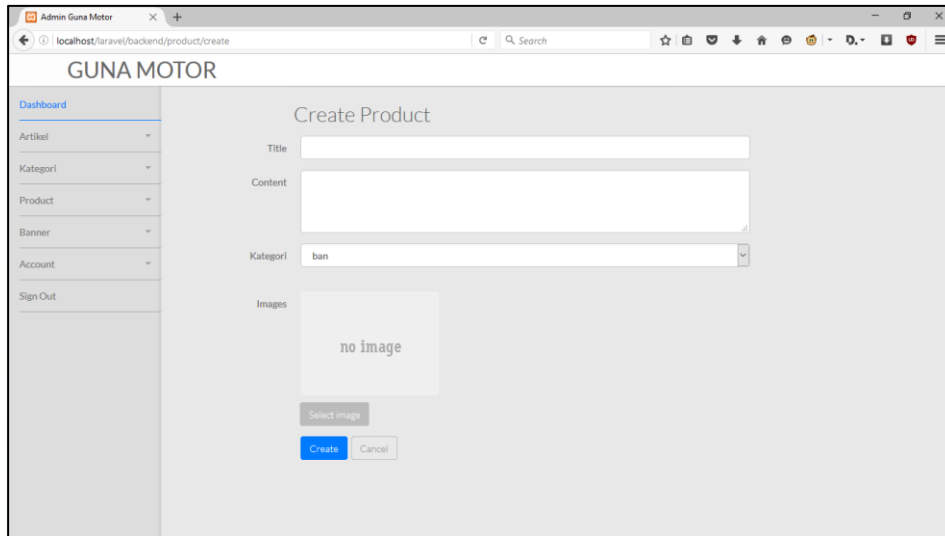 Admin Guna Motor
localhost/laravel/backend/product/create
Search
GUNA MOTOR
Dashboard
Artikel
Kategori
Product
Banner
Account
Sign Out
Create Product
Title
Content
Kategori
ban
Images
no image
Select image
Create
Cancel